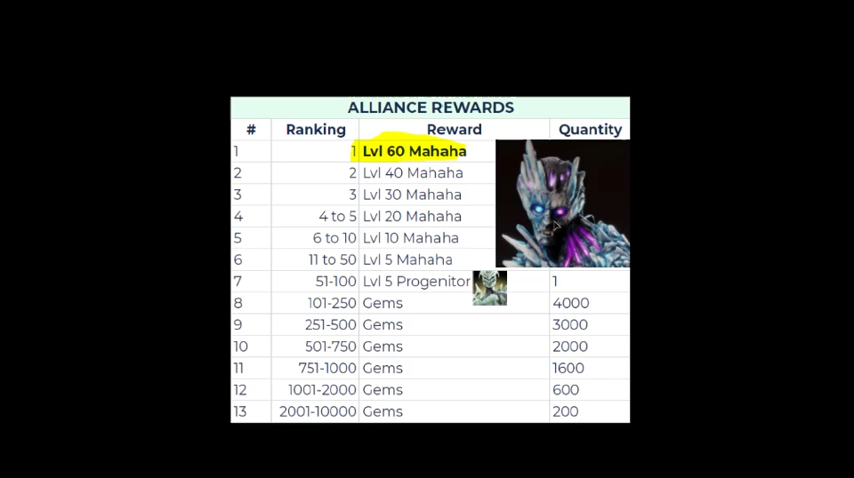 ALLIANCE REWARDS
# Ranking Reward Quantity
1 1 Lvl 60 Mahaha
2 2 Lvl 40 Mahaha
3 3 Lvl 30 Mahaha
4 4 to 5 Lvl 20 Mahaha
5 6 to 10 Lvl 10 Mahaha
6 11 to 50 Lvl 5 Mahaha
7 51-100 Lvl 5 Progenitor 1
8 101-250 Gems 4000
9 251-500 Gems 3000
10 501-750 Gems 2000
11 751-1000 Gems 1600
12 1001-2000 Gems 600
13 2001-10000 Gems 200